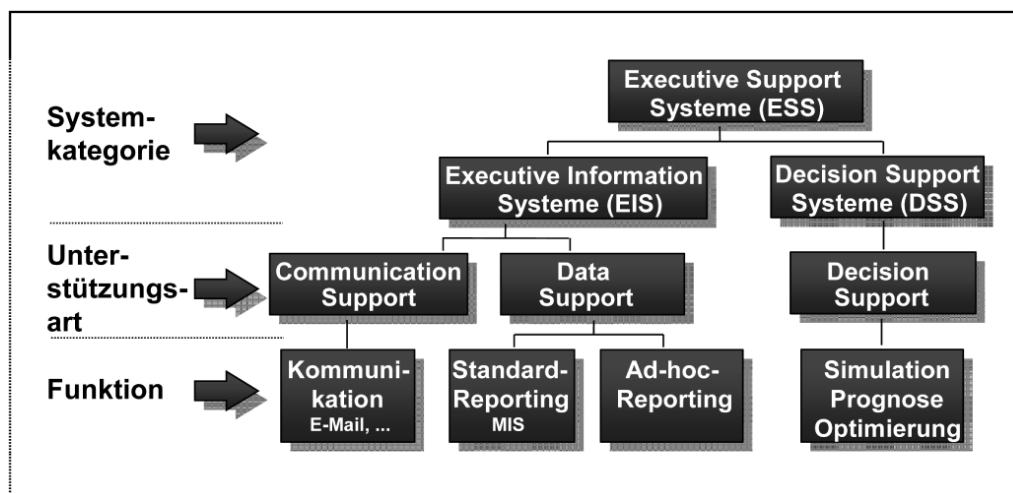 Executive Support
Systeme (ESS)
System-
kategorie
Executive Information
Systeme (EIS)
Decision Support
Systeme (DSS)
Unter-
stützungs-
art
Communication
Support
Data
Support
Decision
Support
Funktion
Kommuni-
kation
E-Mail, ...
Standard-
Reporting
MIS
Ad-hoc-
Reporting
Simulation
Prognose
Optimierung